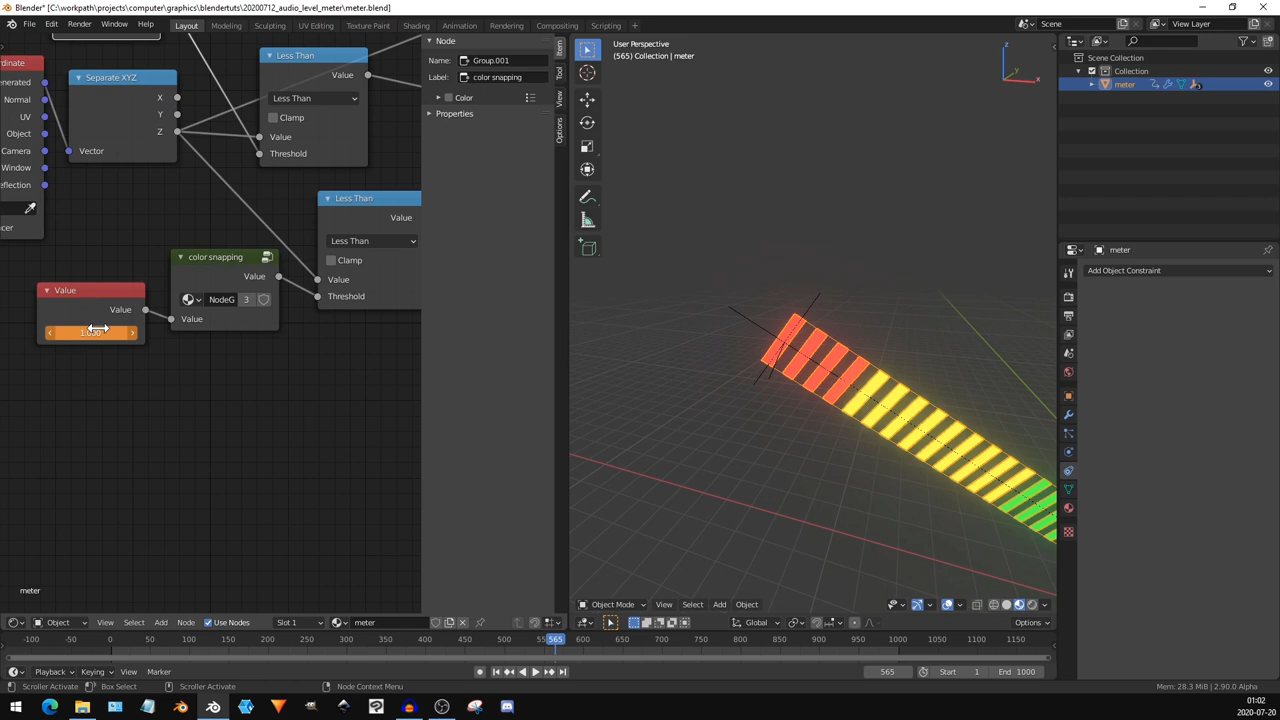 Blender* [C:\workpath\projects\computer\graphics\blendertuts\20200712_audio_level_meter\meter.blend]
File Edit Render Window Help Layout Modeling Sculpting UV Editing Texture Paint Shading Animation Rendering Compositing Scripting + Scene View Layer
rdinate
enerated
Normal
UV
Object
Camera
Window
eflection
cer
Separate XYZ
X
Y
Z
Vector
Less Than
Value
Less Than
Clamp
Value
Threshold
Less Than
Value
Less Than
Clamp
Value
Threshold
color snapping
Value
NodeG 3
Value
Value
Value
meter
Node
Name: Group.001
Label: color snapping
Color
Properties
Item
Tool
View
Options
User Perspective
(565) Collection | meter
z
y
x
Scene Collection
Collection
meter
meter
Add Object Constraint
Object Mode View Select Add Object Global Options
Object View Select Add Node Use Nodes Slot 1 meter
-100 -50 0 50 100 150 200 250 300 350 400 450 500 565 600 650 700 750 800 850 900 950 1000 1050 1100 1150
Playback Keying View Marker 565 Start 1 End 1000
Scroller Activate Box Select Scroller Activate Node Context Menu Mem: 28.3 MiB | 2.90.0 Alpha
01:02
2020-07-20